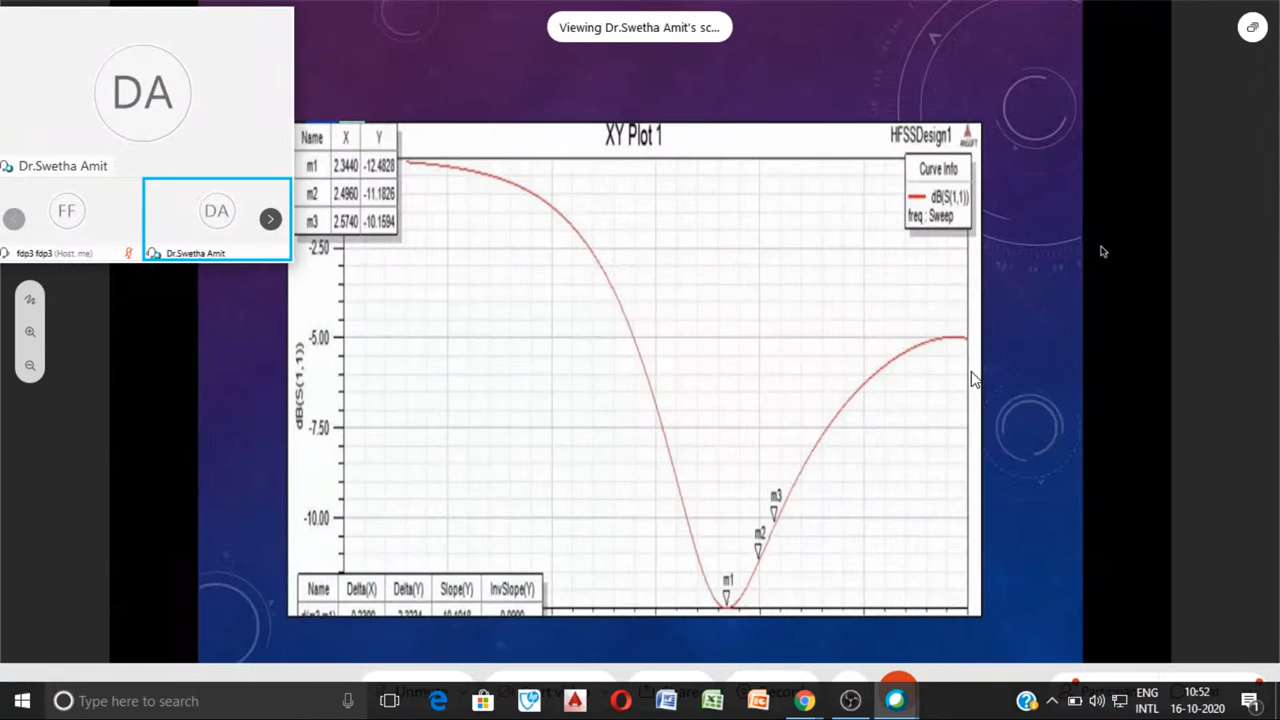 Viewing Dr.Swetha Amit's sc...
DA
Dr.Swetha Amit
FF
DA
fdp3 fdp3 (Host, me)
Dr.Swetha Amit
XY Plot 1
HFSSDesign1
ANSOFT
Name X Y
m1 2.3440 -12.4828
m2 2.4960 -11.1826
m3 2.5740 -10.1594
Curve Info
dB(S(1,1))
freq : Sweep
-2.50
-5.00
-7.50
-10.00
dB(S(1,1))
m3
m2
m1
Name Delta(X) Delta(Y) Slope(Y) InvSlope(Y)
Type here to search
ENG
INTL
10:52
16-10-2020
1